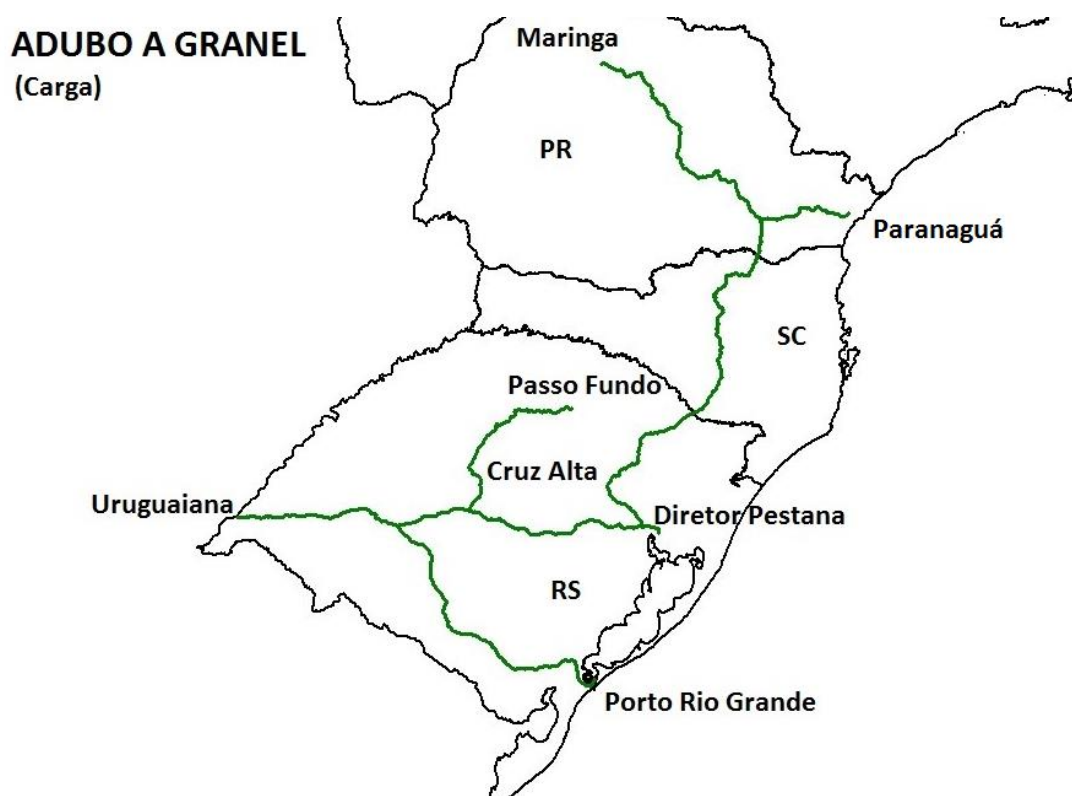 ADUBO A GRANEL
(Carga)
Maringa
PR
Paranaguá
SC
Passo Fundo
Cruz Alta
Uruguaiana
Diretor Pestana
RS
Porto Rio Grande